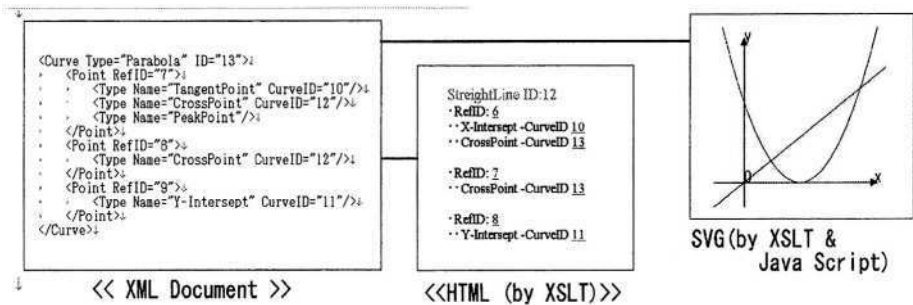 <Curve Type="Parabola" ID="13">↓
<Point RefID="7">↓
<Type Name="TangentPoint" CurveID="10"/>↓
<Type Name="CrossPoint" CurveID="12"/>↓
<Type Name="PeakPoint"/>↓
</Point>↓
<Point RefID="8">↓
<Type Name="CrossPoint" CurveID="12"/>↓
</Point>↓
<Point RefID="9">↓
<Type Name="Y-Intersept" CurveID="11"/>↓
</Point>↓
</Curve>↓
<< XML Document >>
StreightLine ID:12
・RefID: 6
・・X-Intersept -CurveID 10
・・CrossPoint -CurveID 13
・RefID: 7
・・CrossPoint -CurveID 13
・RefID: 8
・・Y-Intersept -CurveID 11
<<HTML (by XSLT)>>
y
O
x
SVG(by XSLT &
Java Script)